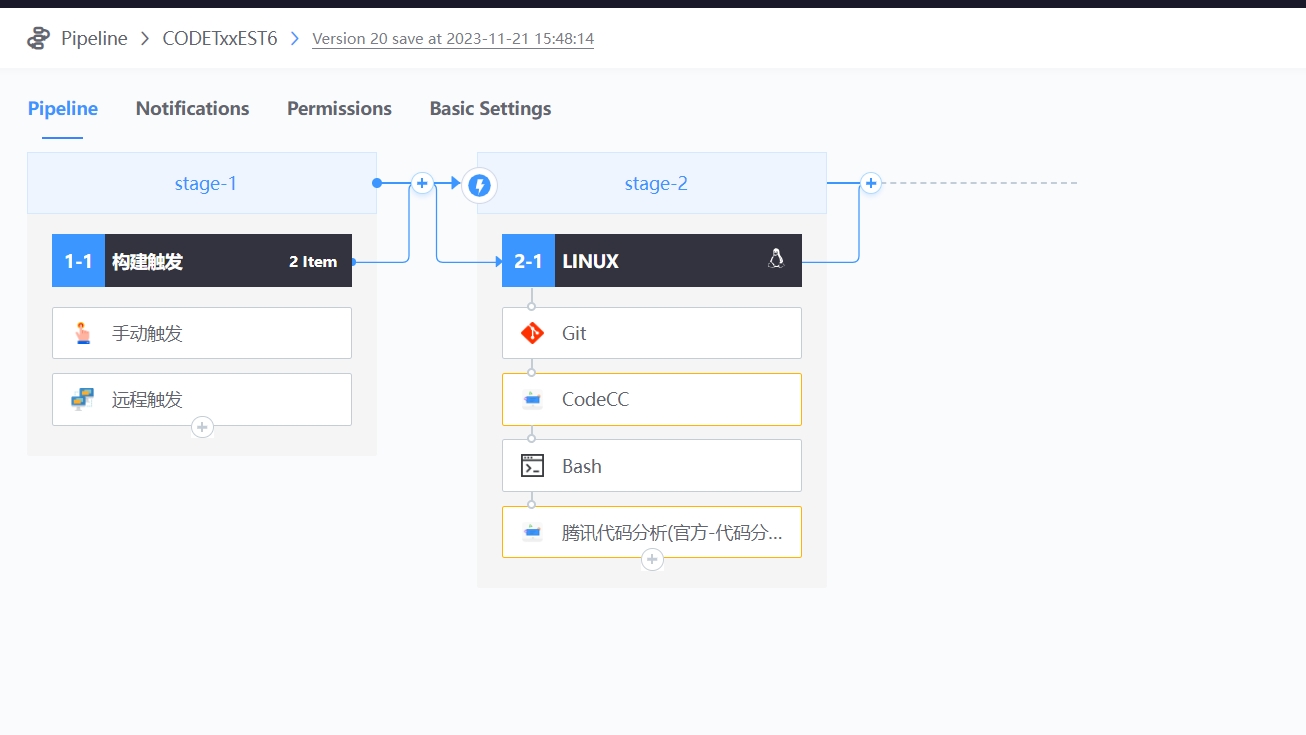 Pipeline > CODETxxEST6 > Version 20 save at 2023-11-21 15:48:14
Pipeline Notifications Permissions Basic Settings
stage-1
1-1 构建触发 2 Item
手动触发
远程触发
stage-2
2-1 LINUX
Git
CodeCC
Bash
腾讯代码分析(官方-代码分...